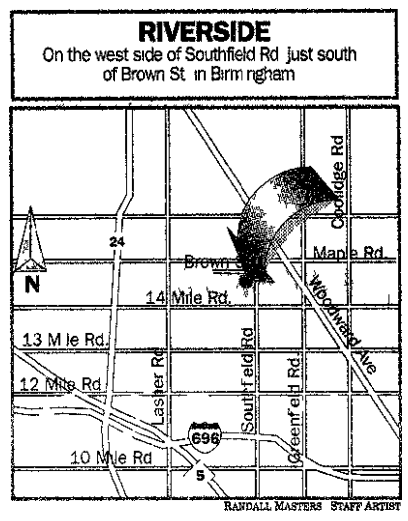 RIVERSIDE
On the west side of Southfield Rd just south
of Brown St in Birmingham
Coolidge Rd
24
Brown
Maple Rd.
N
14 Mile Rd.
Woodward Ave
13 Mile Rd.
12 Mile Rd
Lasher Rd
Southfield Rd
Greenfield Rd.
696
10 Mile Rd
5
RANDALL MASTERS STAFF ARTIST